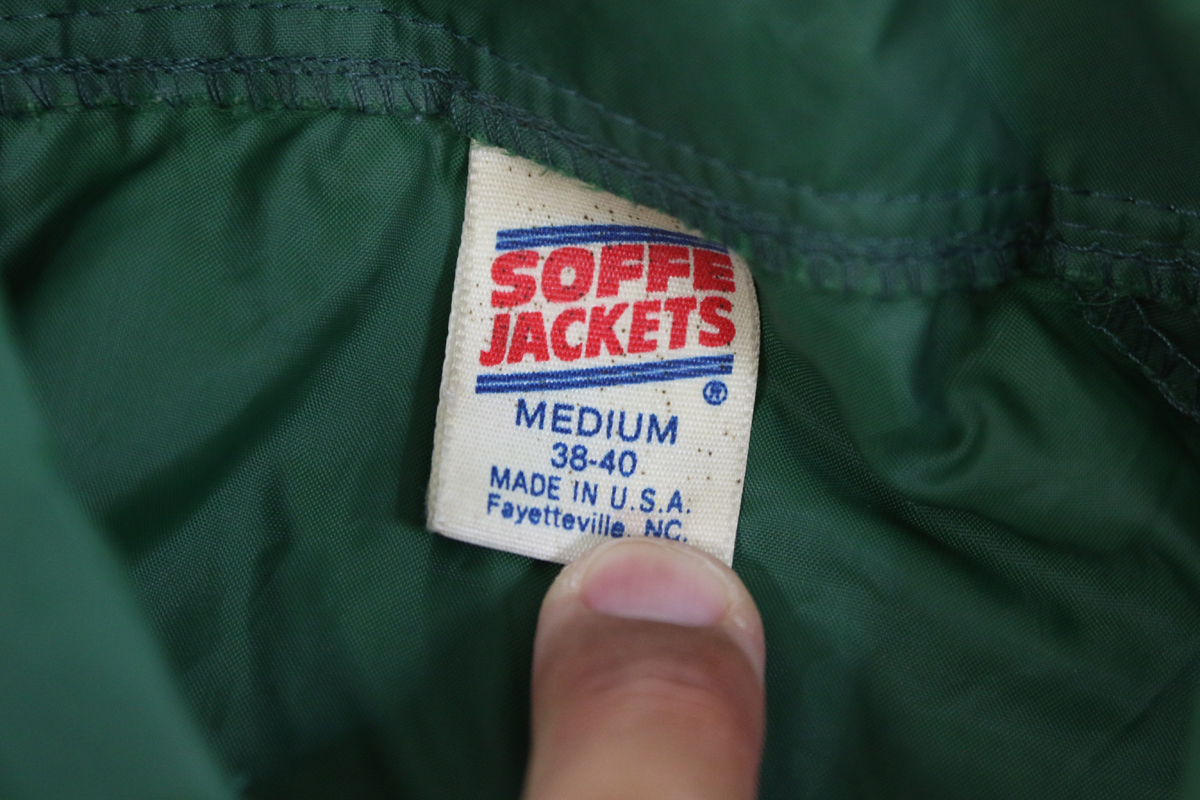 SOFFE
JACKETS
®
MEDIUM
38-40
MADE IN U.S.A.
Fayetteville, NC.